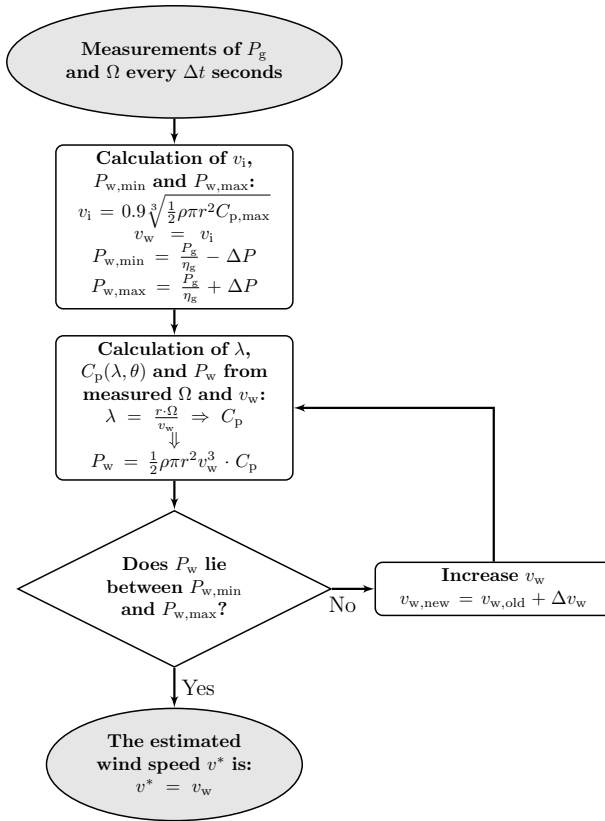 Measurements of P_g
and Ω every Δt seconds
Calculation of v_i,
P_w,min and P_w,max:
v_i = 0.9 ∛(½ρπr²C_p,max)
v_w = v_i
P_w,min = P_g/η_g − ΔP
P_w,max = P_g/η_g + ΔP
Calculation of λ,
C_p(λ, θ) and P_w from
measured Ω and v_w:
λ = r·Ω/v_w ⇒ C_p
⇓
P_w = ½ρπr²v_w³ · C_p
Does P_w lie
between P_w,min
and P_w,max?
No
Increase v_w
v_w,new = v_w,old + Δv_w
Yes
The estimated
wind speed v* is:
v* = v_w